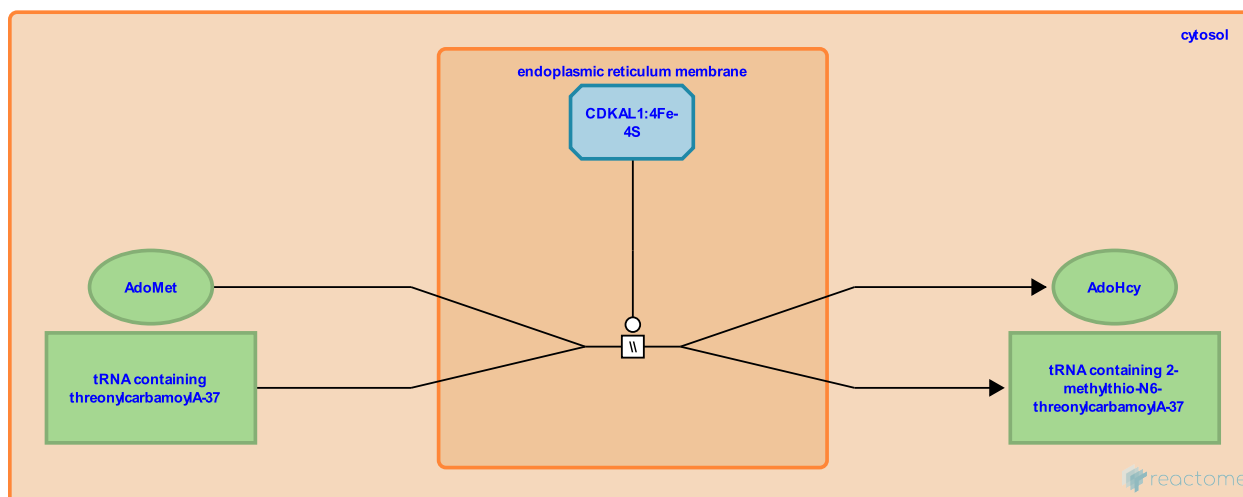 cytosol
endoplasmic reticulum membrane
CDKAL1:4Fe-
4S
AdoMet
AdoHcy
\\
tRNA containing
threonylcarbamoylA-37
tRNA containing 2-
methylthio-N6-
threonylcarbamoylA-37
reactome